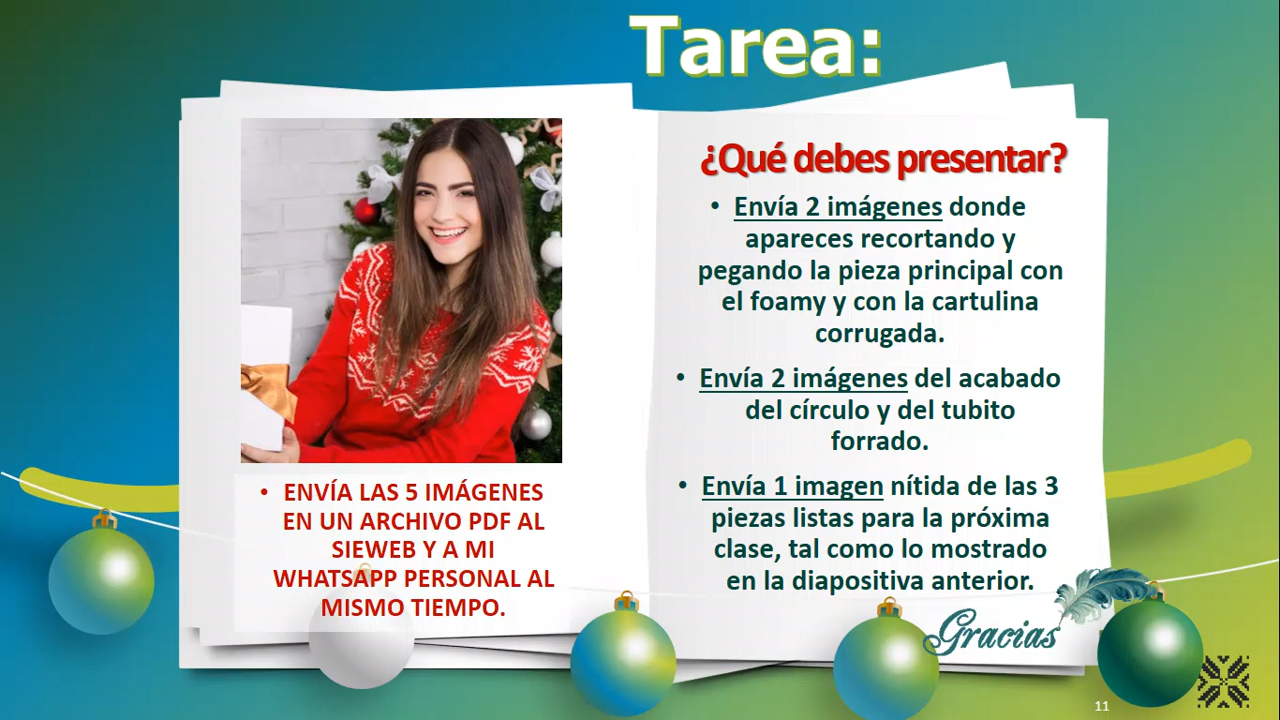 Tarea:
¿Qué debes presentar?
• Envía 2 imágenes donde
apareces recortando y
pegando la pieza principal con
el foamy y con la cartulina
corrugada.
• Envía 2 imágenes del acabado
del círculo y del tubito
forrado.
• Envía 1 imagen nítida de las 3
piezas listas para la próxima
clase, tal como lo mostrado
en la diapositiva anterior.
Gracias
• ENVÍA LAS 5 IMÁGENES
EN UN ARCHIVO PDF AL
SIEWEB Y A MI
WHATSAPP PERSONAL AL
MISMO TIEMPO.
11